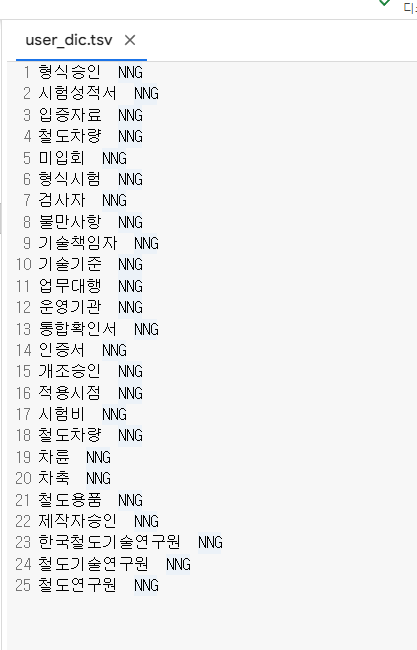 디
user_dic.tsv ×
1 형식승인 NNG
2 시험성적서 NNG
3 입증자료 NNG
4 철도차량 NNG
5 미입회 NNG
6 형식시험 NNG
7 검사자 NNG
8 불만사항 NNG
9 기술책임자 NNG
10 기술기준 NNG
11 업무대행 NNG
12 운영기관 NNG
13 통합확인서 NNG
14 인증서 NNG
15 개조승인 NNG
16 적용시점 NNG
17 시험비 NNG
18 철도차량 NNG
19 차륜 NNG
20 차축 NNG
21 철도용품 NNG
22 제작자승인 NNG
23 한국철도기술연구원 NNG
24 철도기술연구원 NNG
25 철도연구원 NNG